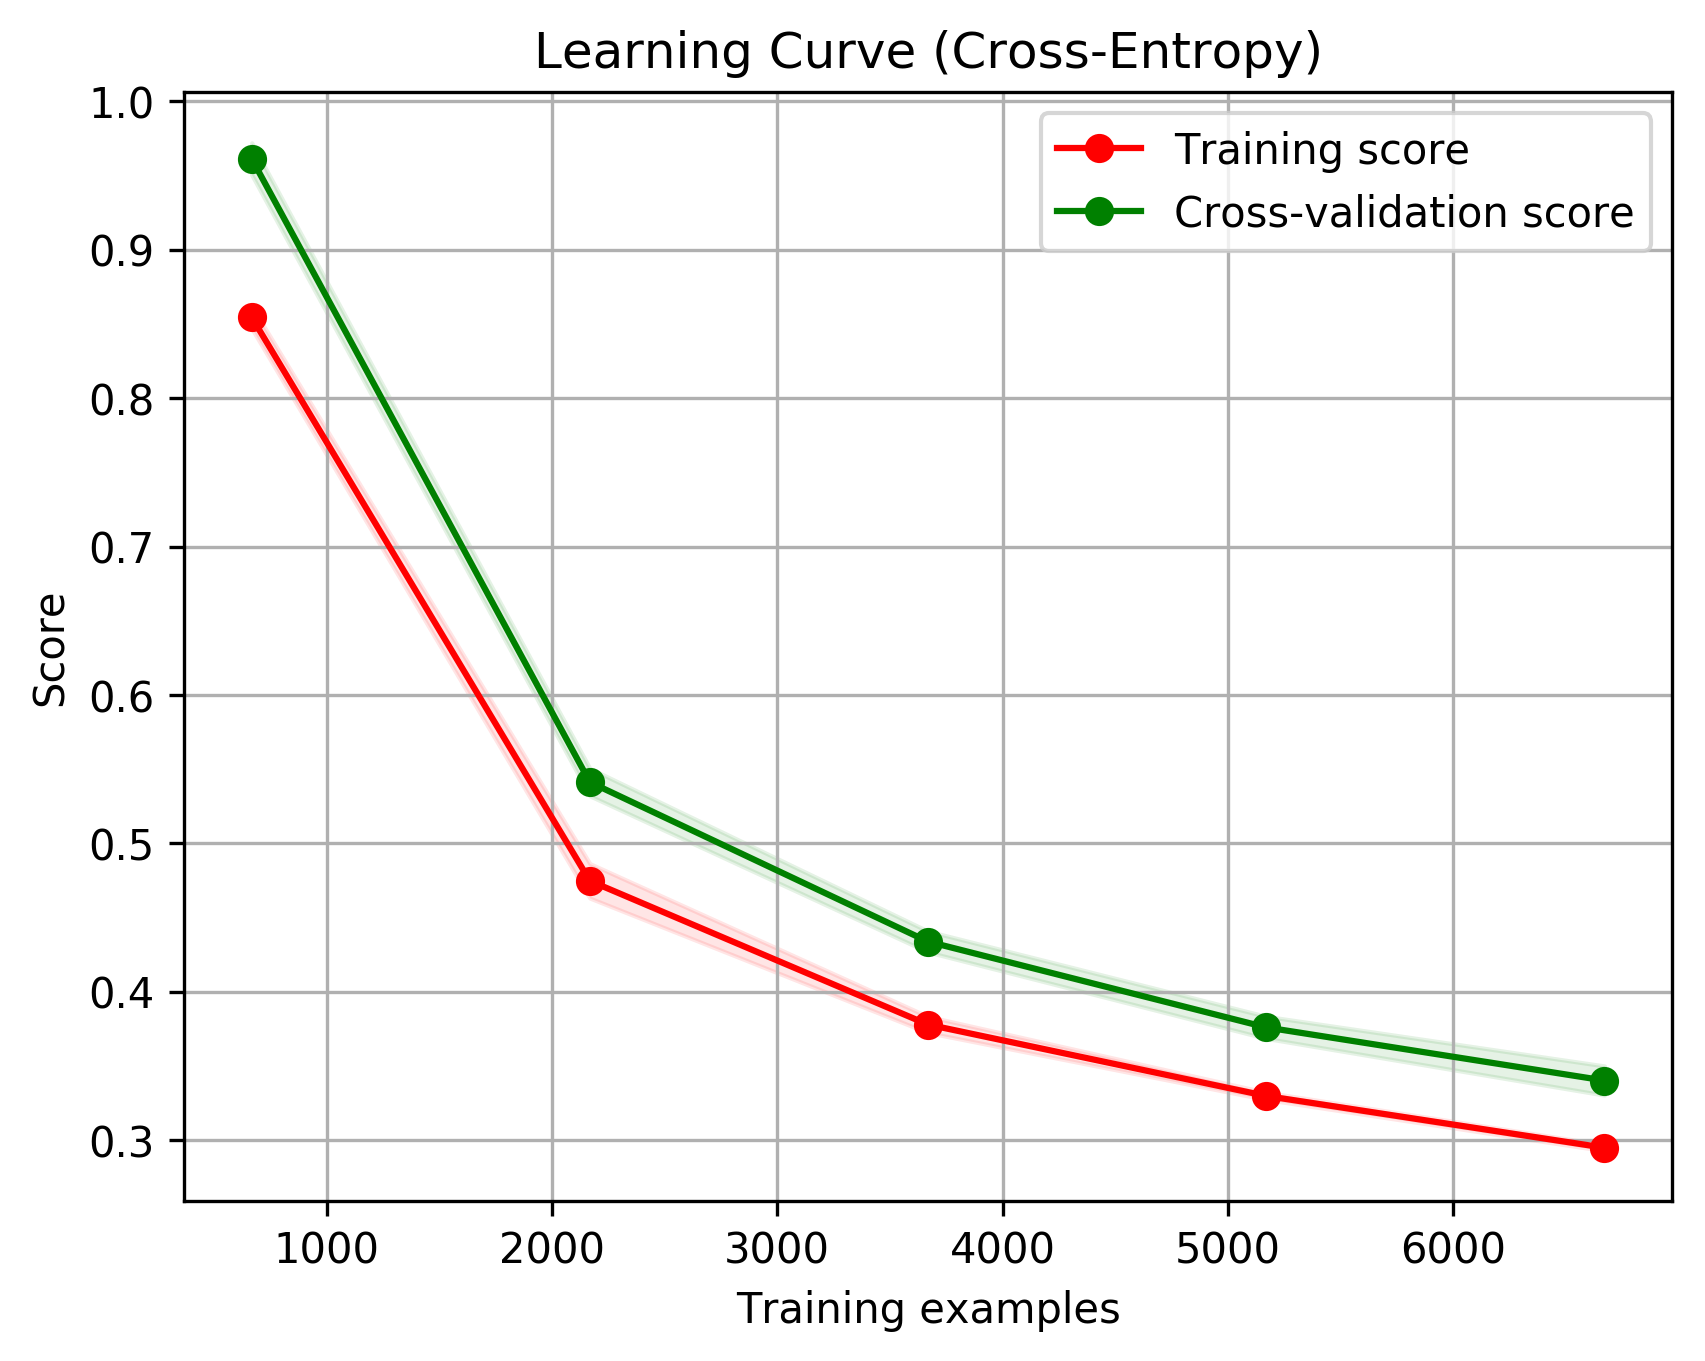 Learning Curve (Cross-Entropy)
1.0
0.9
0.8
0.7
0.6
0.5
0.4
0.3
Score
Training score
Cross-validation score
1000 2000 3000 4000 5000 6000
Training examples